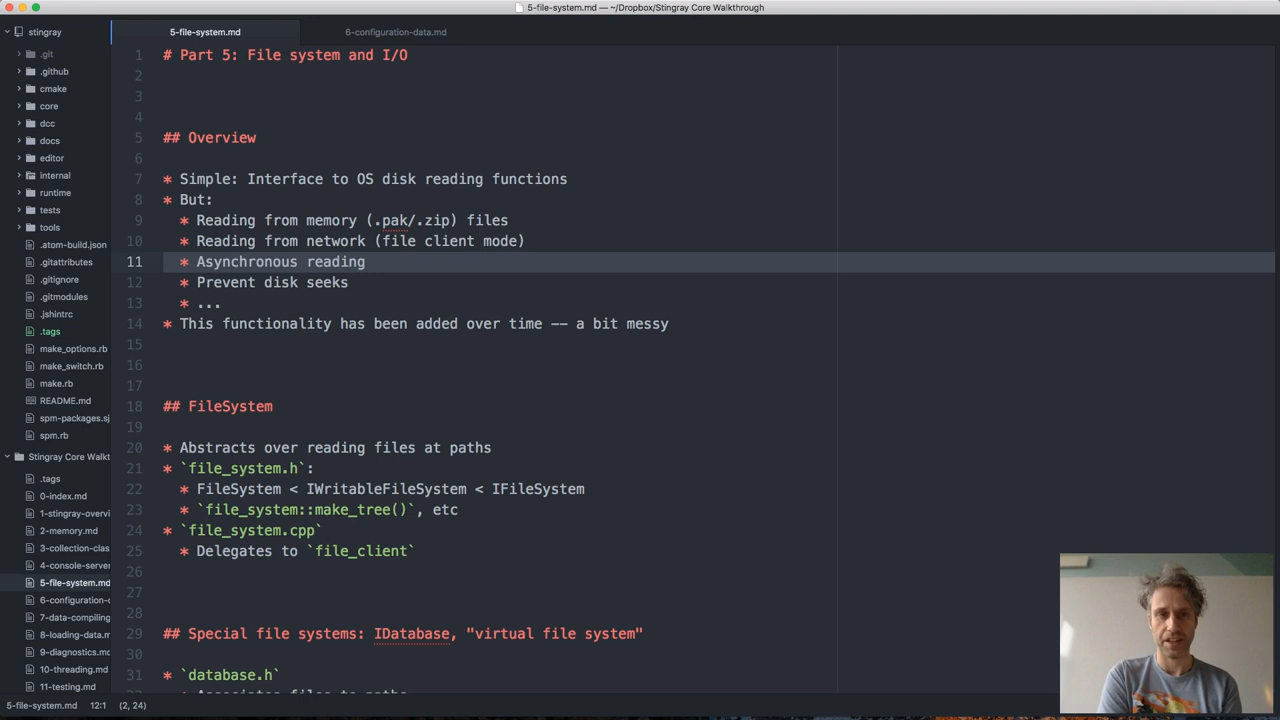 5-file-system.md — ~/Dropbox/Stingray Core Walkthrough
stingray
.git
.github
cmake
core
dcc
docs
editor
internal
runtime
tests
tools
.atom-build.json
.gitattributes
.gitignore
.gitmodules
.jshintrc
.tags
make_options.rb
make_switch.rb
make.rb
README.md
spm-packages.sj
spm.rb
Stingray Core Walkt
.tags
0-index.md
1-stingray-overvi
2-memory.md
3-collection-clas
4-console-server
5-file-system.md
6-configuration-d
7-data-compiling
8-loading-data.m
9-diagnostics.md
10-threading.md
11-testing.md
5-file-system.md 6-configuration-data.md
1 # Part 5: File system and I/O
2
3
4
5 ## Overview
6
7 * Simple: Interface to OS disk reading functions
8 * But:
9 * Reading from memory (.pak/.zip) files
10 * Reading from network (file client mode)
11 * Asynchronous reading
12 * Prevent disk seeks
13 * ...
14 * This functionality has been added over time -- a bit messy
15
16
17
18 ## FileSystem
19
20 * Abstracts over reading files at paths
21 * `file_system.h`:
22 * FileSystem < IWritableFileSystem < IFileSystem
23 * `file_system::make_tree()`, etc
24 * `file_system.cpp`
25 * Delegates to `file_client`
26
27
28
29 ## Special file systems: IDatabase, "virtual file system"
30
31 * `database.h`
32 * Associates files to paths
5-file-system.md 12:1 (2, 24)